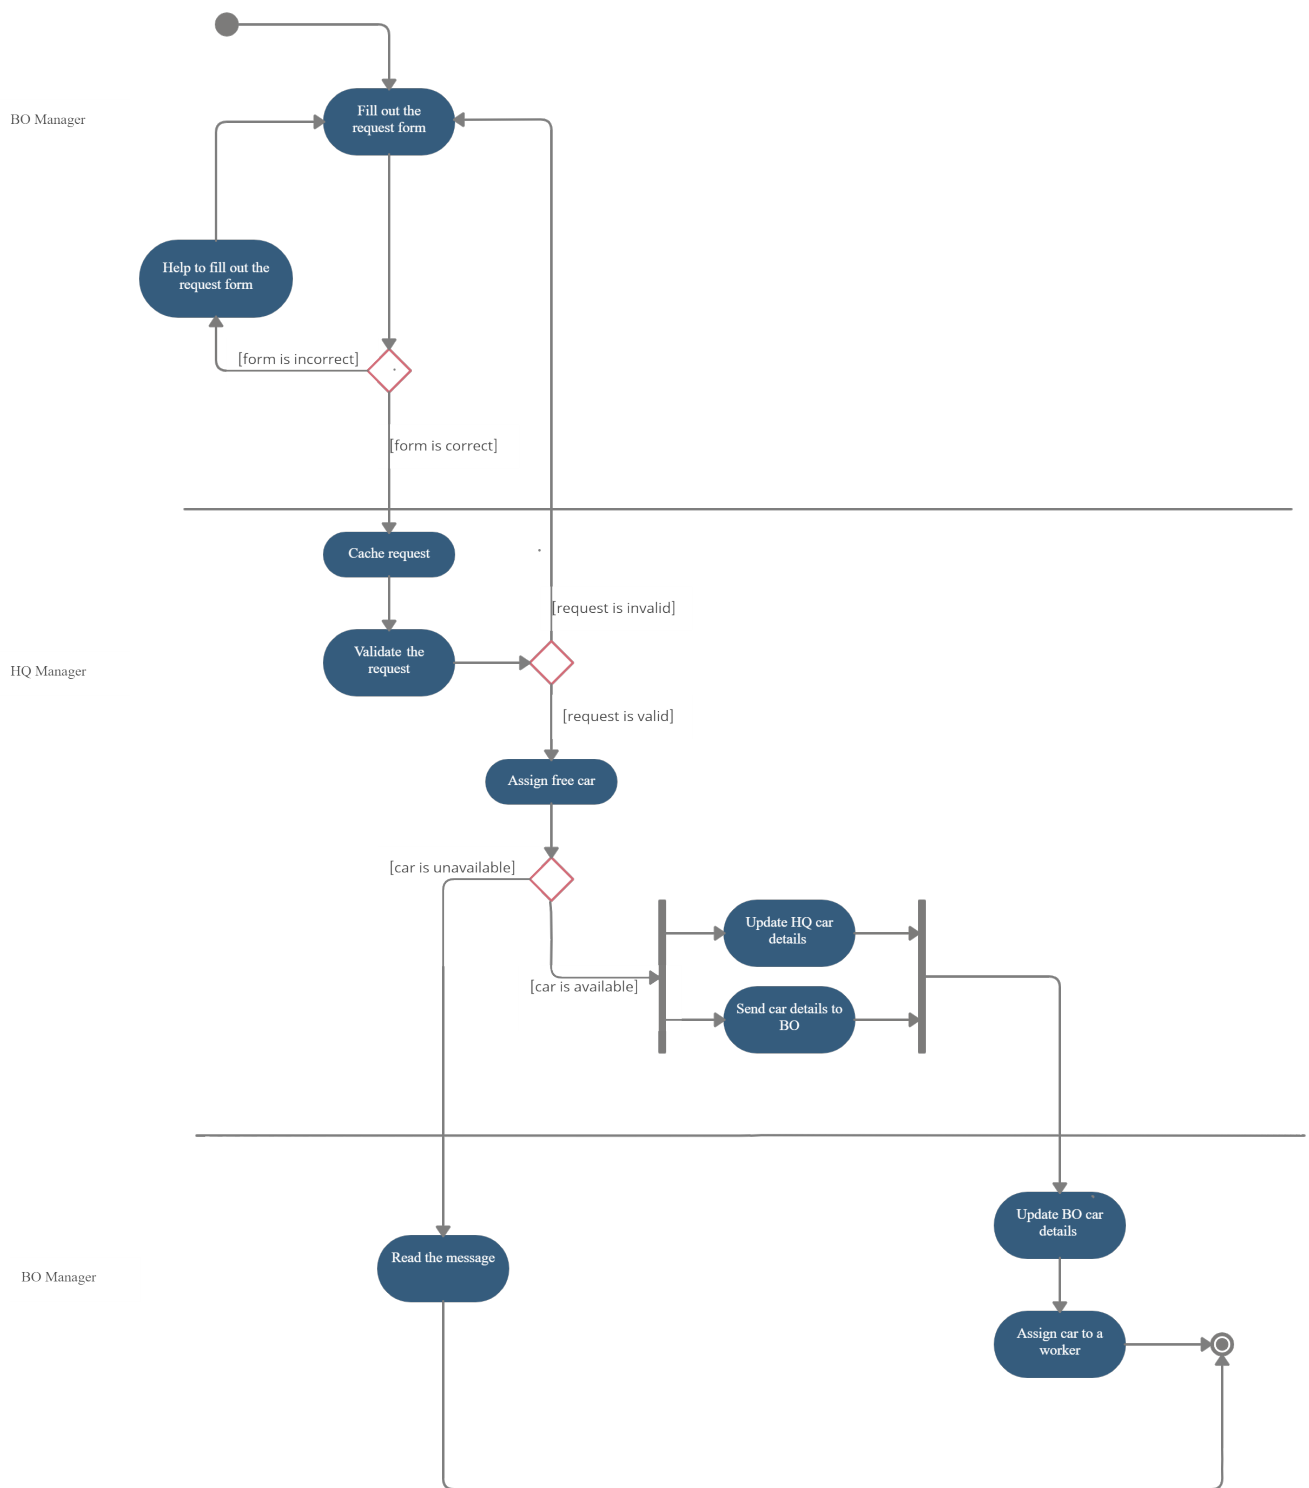 Fill out the
request form
BO Manager
Help to fill out the
request form
[form is incorrect]
[form is correct]
Cache request
[request is invalid]
Validate the
request
HQ Manager
[request is valid]
Assign free car
[car is unavailable]
Update HQ car
details
[car is available]
Send car details to
BO
Update BO car
details
Read the message
BO Manager
Assign car to a
worker